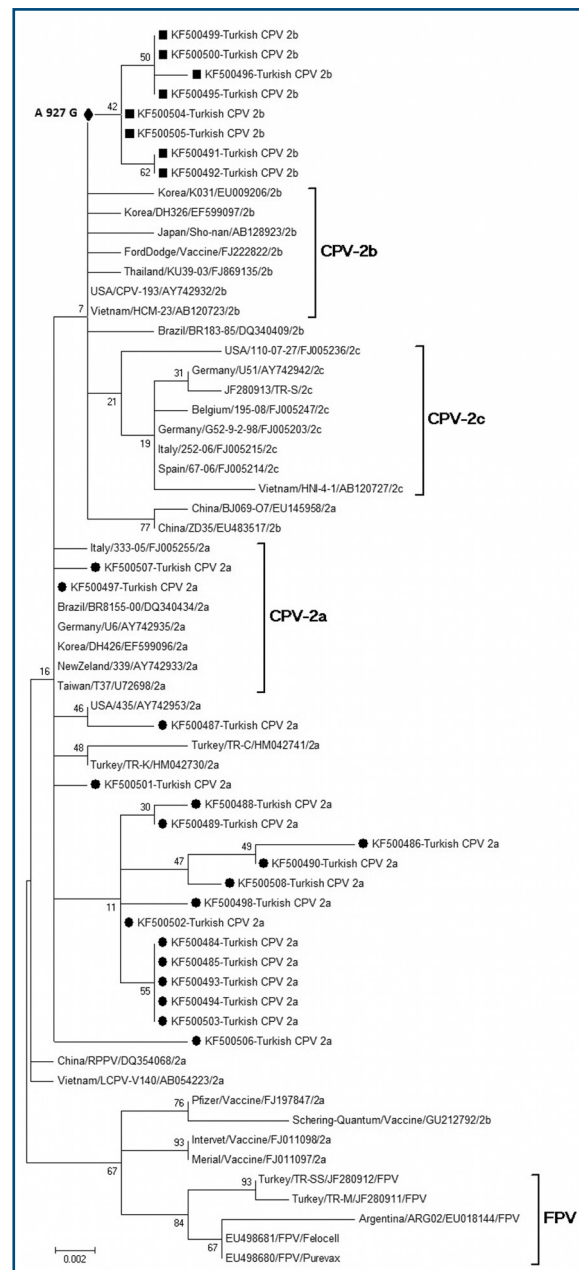 KF500499-Turkish CPV 2b
50
KF500500-Turkish CPV 2b
KF500496-Turkish CPV 2b
KF500495-Turkish CPV 2b
42
A 927 G
KF500504-Turkish CPV 2b
KF500505-Turkish CPV 2b
KF500491-Turkish CPV 2b
62
KF500492-Turkish CPV 2b
Korea/K031/EU009206/2b
Korea/DH326/EF599097/2b
Japan/Sho-nan/AB128923/2b
CPV-2b
FordDodge/Vaccine/FJ222822/2b
Thailand/KU39-03/FJ869135/2b
USA/CPV-193/AY742932/2b
7
Vietnam/HCM-23/AB120723/2b
Brazil/BR183-85/DQ340409/2b
USA/110-07-27/FJ005236/2c
31
Germany/U51/AY742942/2c
JF280913/TR-S/2c
21
Belgium/195-08/FJ005247/2c
CPV-2c
Germany/G52-9-2-98/FJ005203/2c
19
Italy/252-06/FJ005215/2c
Spain/67-06/FJ005214/2c
Vietnam/HNI-4-1/AB120727/2c
China/BJ069-O7/EU145958/2a
77
China/ZD35/EU483517/2b
Italy/333-05/FJ005255/2a
KF500507-Turkish CPV 2a
KF500497-Turkish CPV 2a
Brazil/BR8155-00/DQ340434/2a
CPV-2a
Germany/U6/AY742935/2a
Korea/DH426/EF599096/2a
16
NewZeland/339/AY742933/2a
Taiwan/T37/U72698/2a
46
USA/435/AY742953/2a
KF500487-Turkish CPV 2a
48
Turkey/TR-C/HM042741/2a
Turkey/TR-K/HM042730/2a
KF500501-Turkish CPV 2a
30
KF500488-Turkish CPV 2a
KF500489-Turkish CPV 2a
49
KF500486-Turkish CPV 2a
47
KF500490-Turkish CPV 2a
KF500508-Turkish CPV 2a
11
KF500498-Turkish CPV 2a
KF500502-Turkish CPV 2a
KF500484-Turkish CPV 2a
KF500485-Turkish CPV 2a
55
KF500493-Turkish CPV 2a
KF500494-Turkish CPV 2a
KF500503-Turkish CPV 2a
KF500506-Turkish CPV 2a
China/RPPV/DQ354068/2a
Vietnam/LCPV-V140/AB054223/2a
76
Pfizer/Vaccine/FJ197847/2a
Schering-Quantum/Vaccine/GU212792/2b
93
Intervet/Vaccine/FJ011098/2a
Merial/Vaccine/FJ011097/2a
67
93
Turkey/TR-SS/JF280912/FPV
Turkey/TR-M/JF280911/FPV
84
Argentina/ARG02/EU018144/FPV
FPV
67
EU498681/FPV/Felocell
EU498680/FPV/Purevax
0.002